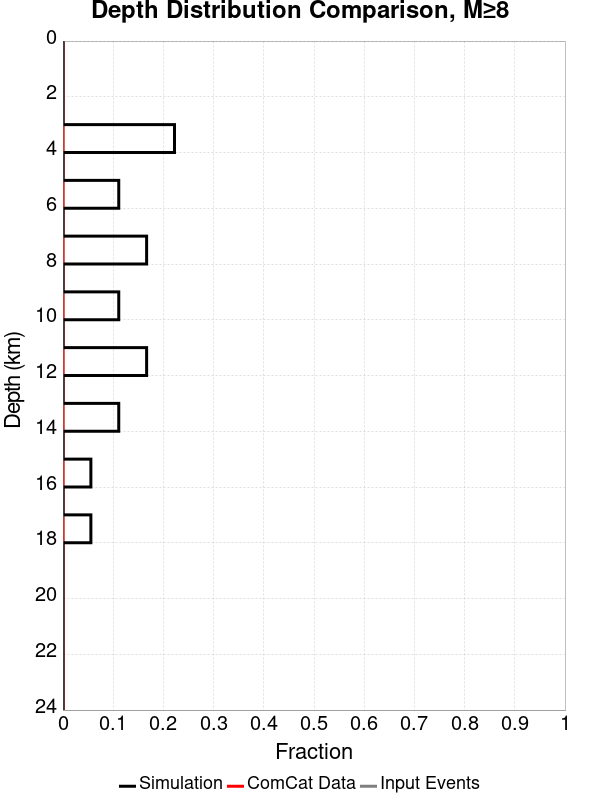 Depth Distribution Comparison, M≥8
0
2
4
6
8
10
12
14
16
18
20
22
24
Depth (km)
0 0.1 0.2 0.3 0.4 0.5 0.6 0.7 0.8 0.9 1
Fraction
Simulation ComCat Data Input Events